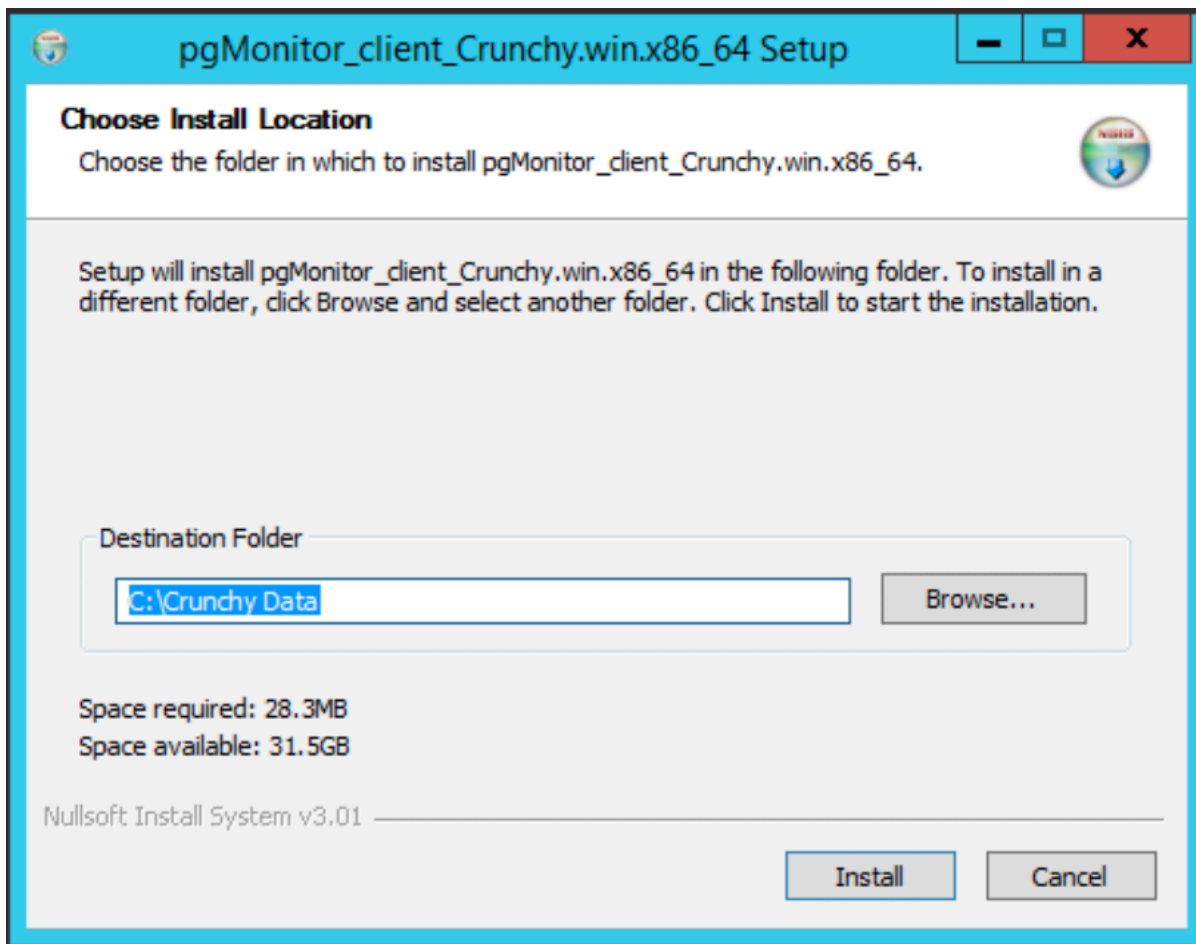 pgMonitor_client_Crunchy.win.x86_64 Setup
Choose Install Location
Choose the folder in which to install pgMonitor_client_Crunchy.win.x86_64.
Setup will install pgMonitor_client_Crunchy.win.x86_64 in the following folder. To install in a
different folder, click Browse and select another folder. Click Install to start the installation.
Destination Folder
C:\Crunchy Data
Browse...
Space required: 28.3MB
Space available: 31.5GB
Nullsoft Install System v3.01
Install
Cancel